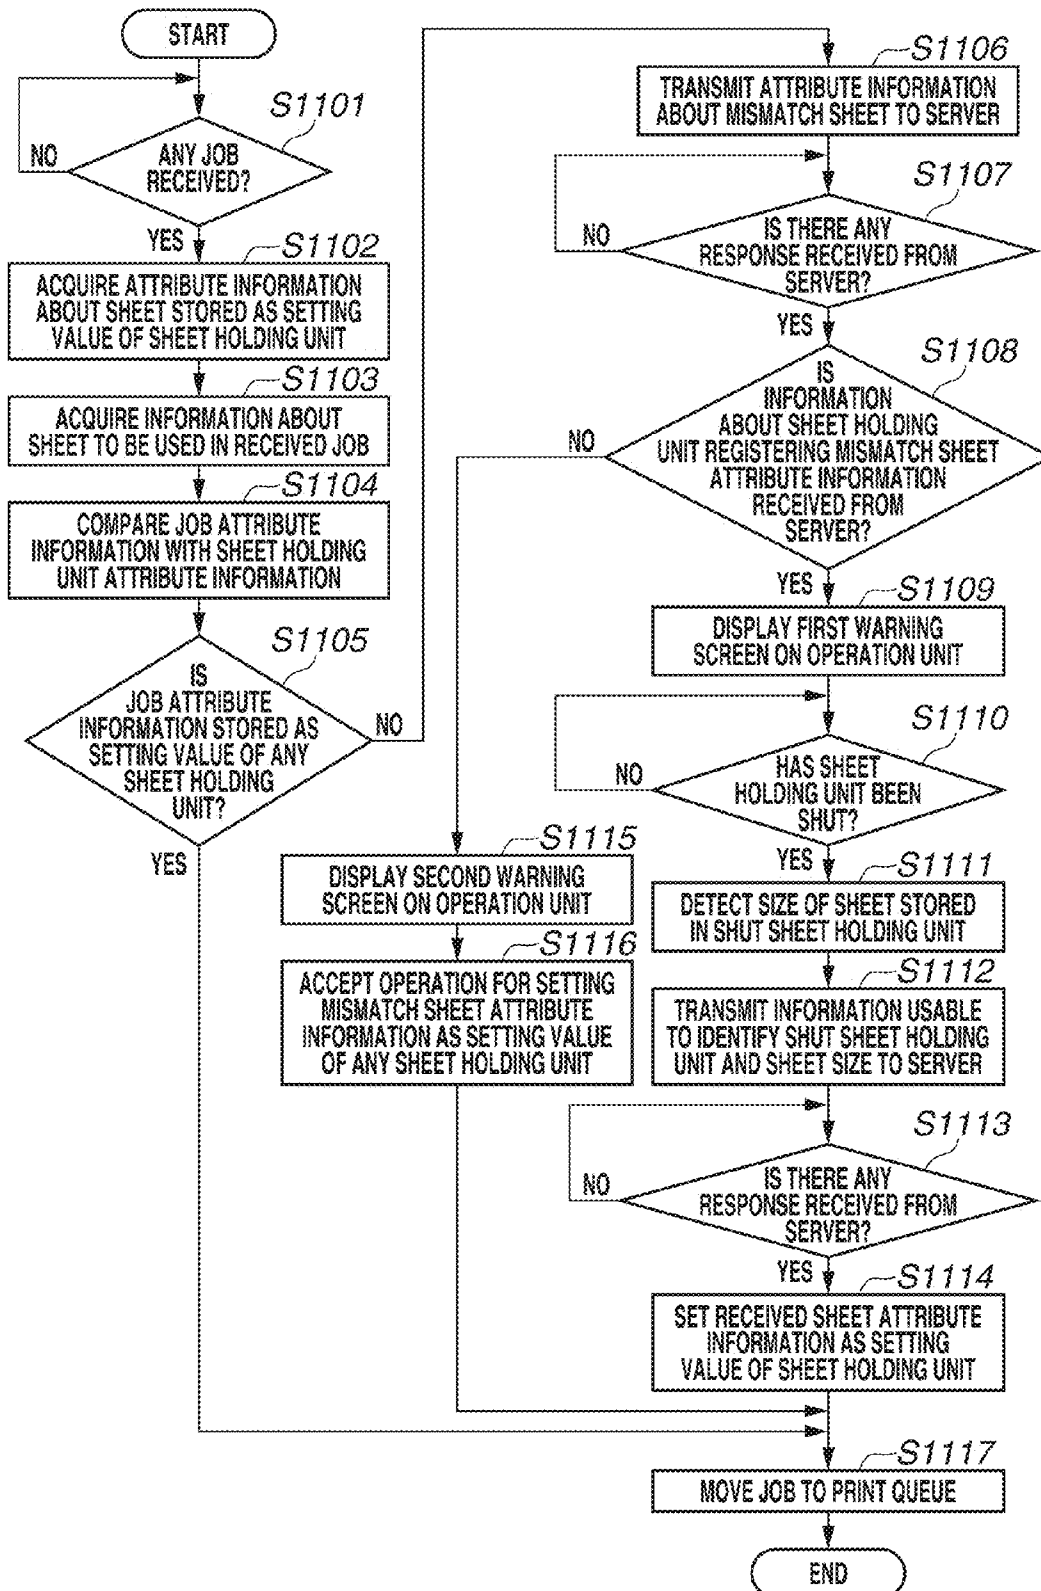 START
S1101
ANY JOB
RECEIVED?
NO
YES
S1102
ACQUIRE ATTRIBUTE INFORMATION
ABOUT SHEET STORED AS SETTING
VALUE OF SHEET HOLDING UNIT
S1103
ACQUIRE INFORMATION ABOUT
SHEET TO BE USED IN RECEIVED JOB
S1104
COMPARE JOB ATTRIBUTE
INFORMATION WITH SHEET HOLDING
UNIT ATTRIBUTE INFORMATION
S1105
IS
JOB ATTRIBUTE
INFORMATION STORED AS
SETTING VALUE OF ANY
SHEET HOLDING
UNIT?
NO
YES
S1106
TRANSMIT ATTRIBUTE INFORMATION
ABOUT MISMATCH SHEET TO SERVER
S1107
IS THERE ANY
RESPONSE RECEIVED FROM
SERVER?
NO
YES
S1108
IS
INFORMATION
ABOUT SHEET HOLDING
UNIT REGISTERING MISMATCH SHEET
ATTRIBUTE INFORMATION
RECEIVED FROM
SERVER?
NO
YES
S1109
DISPLAY FIRST WARNING
SCREEN ON OPERATION UNIT
S1110
HAS SHEET
HOLDING UNIT BEEN
SHUT?
NO
YES
S1111
DETECT SIZE OF SHEET STORED
IN SHUT SHEET HOLDING UNIT
S1112
TRANSMIT INFORMATION USABLE
TO IDENTIFY SHUT SHEET HOLDING
UNIT AND SHEET SIZE TO SERVER
S1113
IS THERE ANY
RESPONSE RECEIVED FROM
SERVER?
NO
YES
S1114
SET RECEIVED SHEET ATTRIBUTE
INFORMATION AS SETTING
VALUE OF SHEET HOLDING UNIT
S1115
DISPLAY SECOND WARNING
SCREEN ON OPERATION UNIT
S1116
ACCEPT OPERATION FOR SETTING
MISMATCH SHEET ATTRIBUTE
INFORMATION AS SETTING VALUE
OF ANY SHEET HOLDING UNIT
S1117
MOVE JOB TO PRINT QUEUE
END